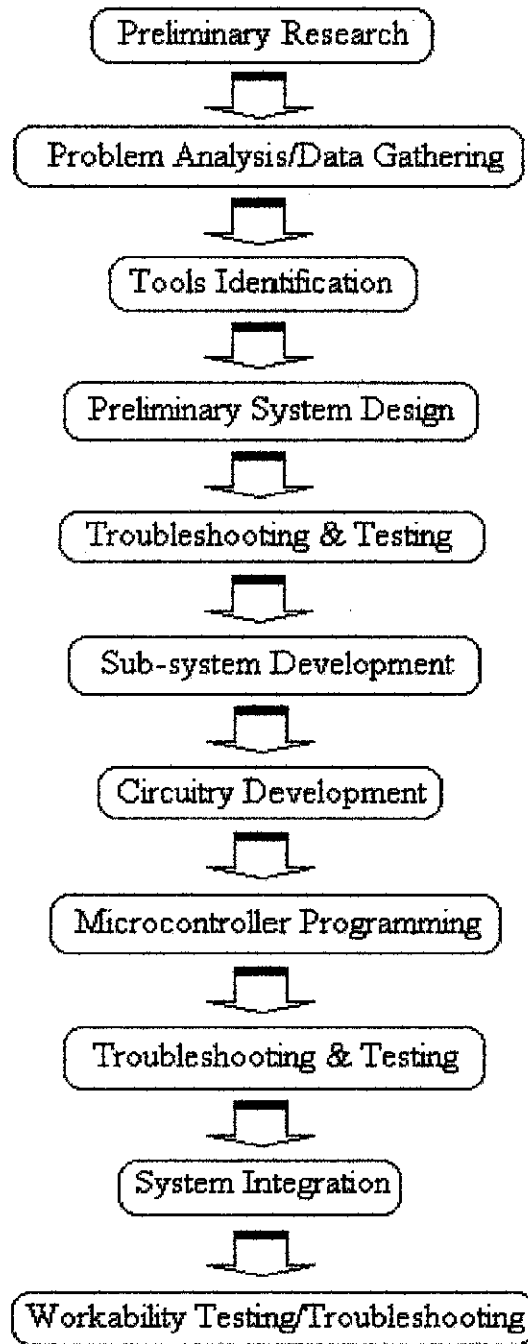 Preliminary Research
Problem Analysis/Data Gathering
Tools Identification
Preliminary System Design
Troubleshooting & Testing
Sub-system Development
Circuitry Development
Microcontroller Programming
Troubleshooting & Testing
System Integration
Workability Testing/Troubleshooting